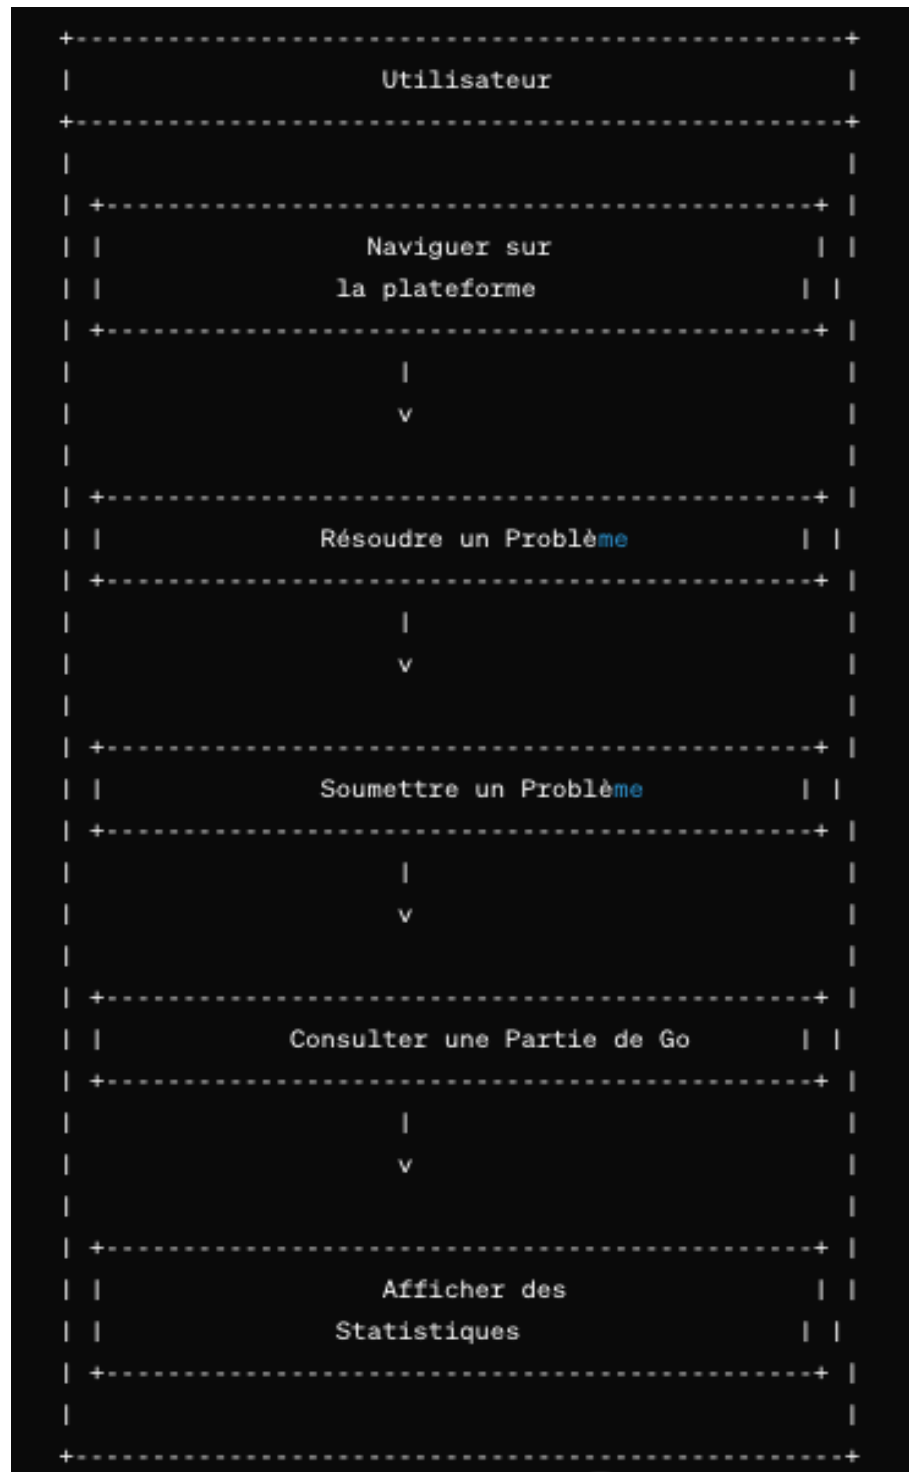 +--------------------------------------------------+
|                    Utilisateur                   |
+--------------------------------------------------+
|                                                  |
| +----------------------------------------------+ |
| |                 Naviguer sur                 | |
| |               la plateforme                 | |
| +----------------------------------------------+ |
|                     |                            |
|                     v                            |
|                                                  |
| +----------------------------------------------+ |
| |              Résoudre un Problème           | |
| +----------------------------------------------+ |
|                     |                            |
|                     v                            |
|                                                  |
| +----------------------------------------------+ |
| |              Soumettre un Problème          | |
| +----------------------------------------------+ |
|                     |                            |
|                     v                            |
|                                                  |
| +----------------------------------------------+ |
| |            Consulter une Partie de Go       | |
| +----------------------------------------------+ |
|                     |                            |
|                     v                            |
|                                                  |
| +----------------------------------------------+ |
| |                  Afficher des                | |
| |               Statistiques                  | |
| +----------------------------------------------+ |
|                                                  |
+--------------------------------------------------+